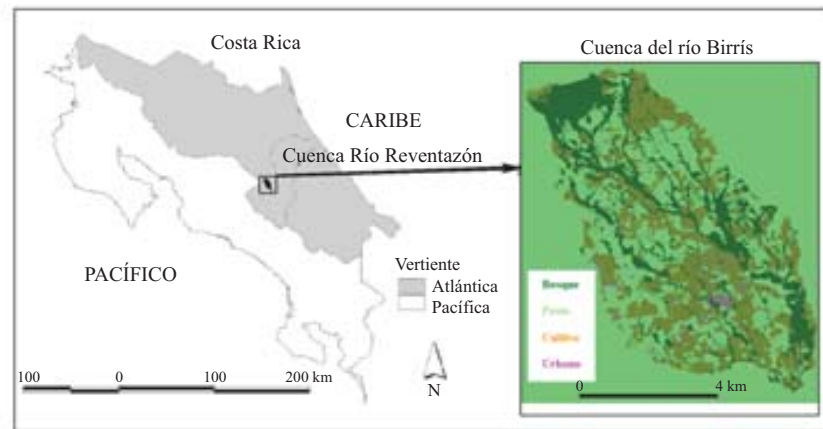 Costa Rica
CARIBE
Cuenca Río Reventazón
PACÍFICO
Vertiente
Atlántica
Pacífica
N
100 0 100 200 km
Cuenca del río Birrís
Bosque
Pasto
Cultivo
Urbano
0 4 km